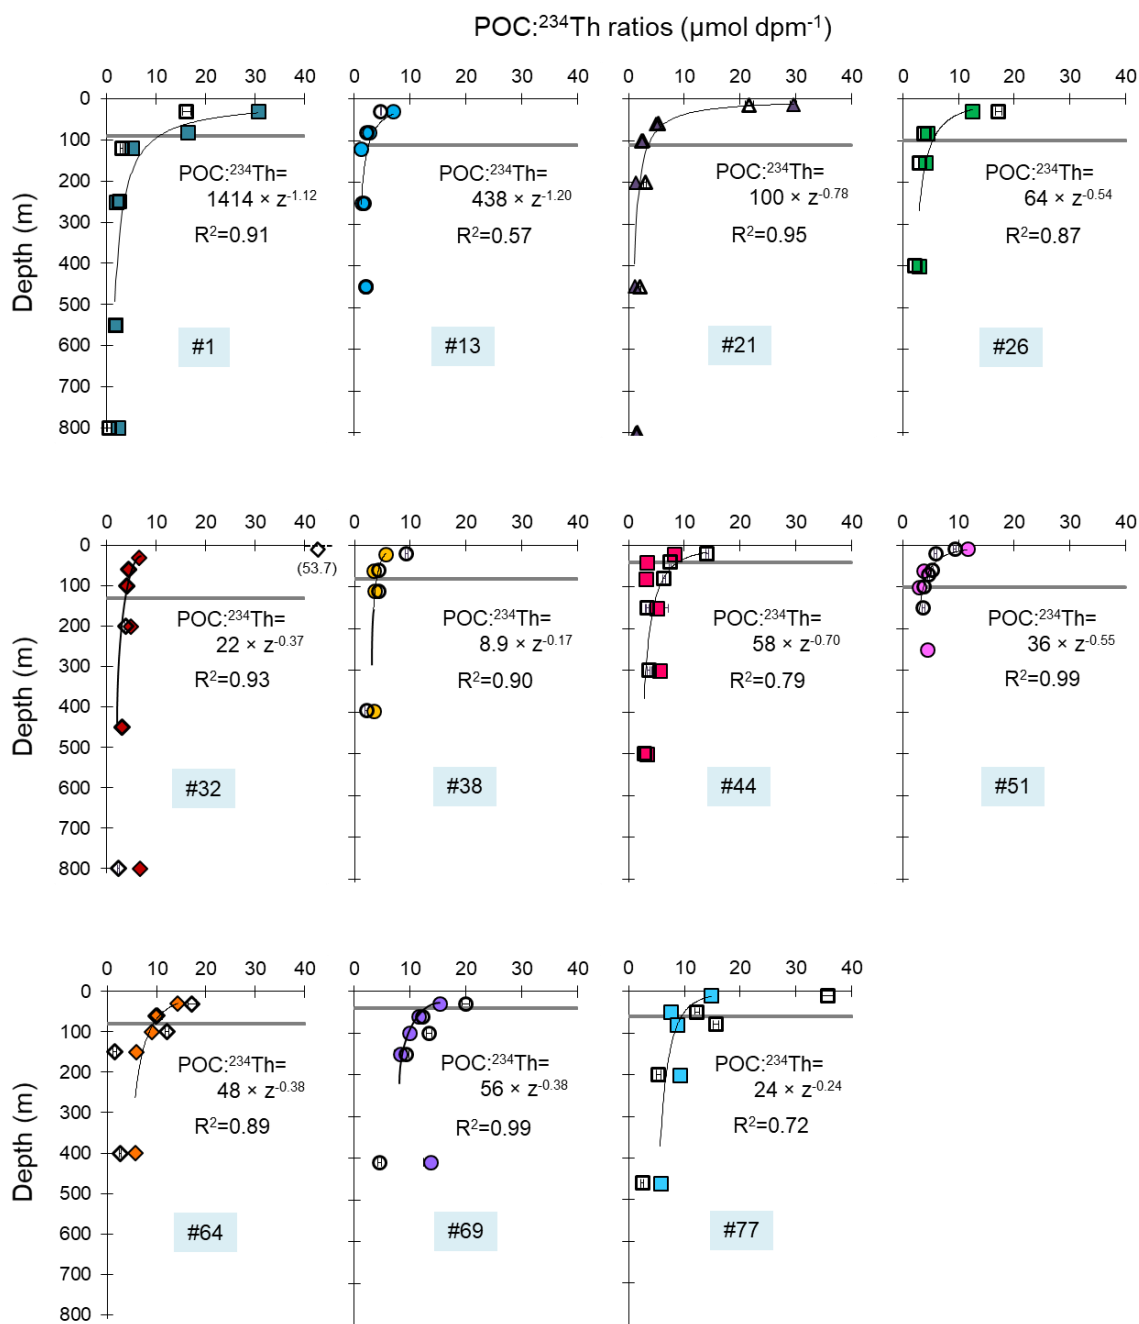 POC:²³⁴Th ratios (µmol dpm⁻¹)
0 10 20 30 40
0 10 20 30 40
0 10 20 30 40
0 10 20 30 40
0
100
200
300
400
500
600
700
800
Depth (m)
POC:²³⁴Th=
1414 × z⁻¹·¹²
R²=0.91
#1
POC:²³⁴Th=
438 × z⁻¹·²⁰
R²=0.57
#13
POC:²³⁴Th=
100 × z⁻⁰·⁷⁸
R²=0.95
#21
POC:²³⁴Th=
64 × z⁻⁰·⁵⁴
R²=0.87
#26
0 10 20 30 40
0 10 20 30 40
0 10 20 30 40
0 10 20 30 40
0
100
200
300
400
500
600
700
800
Depth (m)
(53.7)
POC:²³⁴Th=
22 × z⁻⁰·³⁷
R²=0.93
#32
POC:²³⁴Th=
8.9 × z⁻⁰·¹⁷
R²=0.90
#38
POC:²³⁴Th=
58 × z⁻⁰·⁷⁰
R²=0.79
#44
POC:²³⁴Th=
36 × z⁻⁰·⁵⁵
R²=0.99
#51
0 10 20 30 40
0 10 20 30 40
0 10 20 30 40
0
100
200
300
400
500
600
700
800
Depth (m)
POC:²³⁴Th=
48 × z⁻⁰·³⁸
R²=0.89
#64
POC:²³⁴Th=
56 × z⁻⁰·³⁸
R²=0.99
#69
POC:²³⁴Th=
24 × z⁻⁰·²⁴
R²=0.72
#77